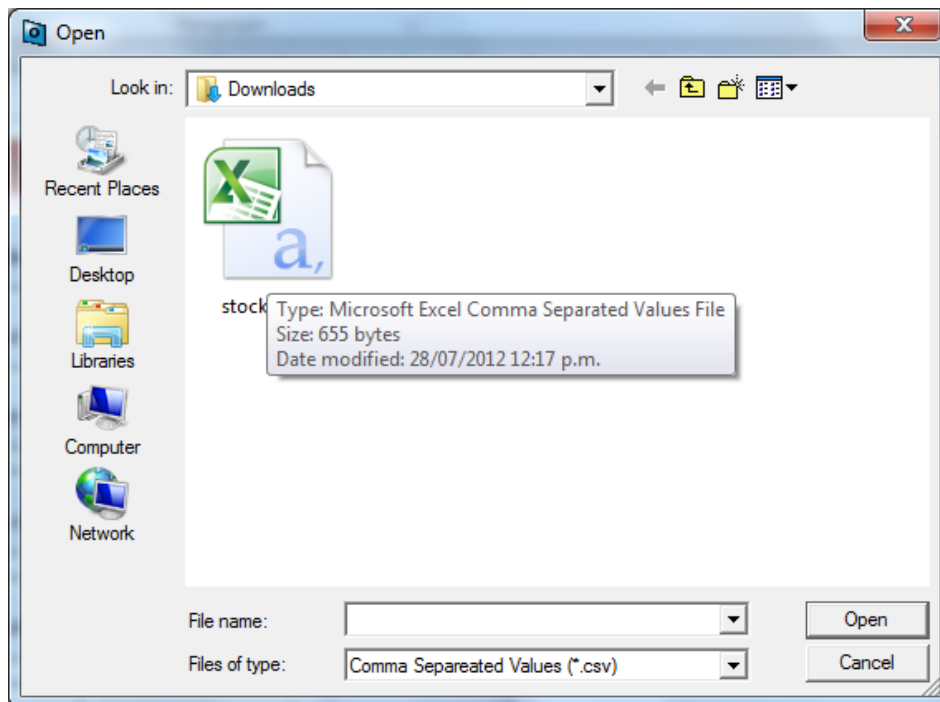 Open
Look in: Downloads
Recent Places
Desktop
Libraries
Computer
Network
a,
stock
Type: Microsoft Excel Comma Separated Values File
Size: 655 bytes
Date modified: 28/07/2012 12:17 p.m.
File name:
Open
Files of type: Comma Separeated Values (*.csv)
Cancel